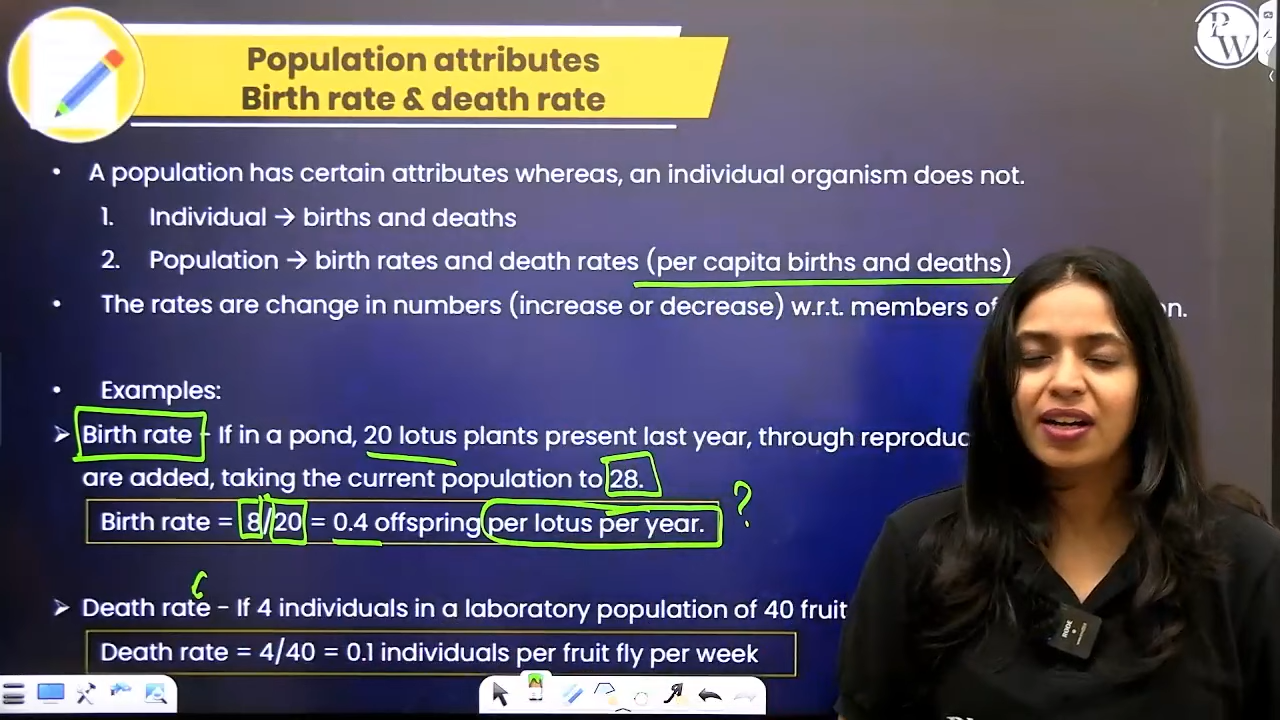 Population attributes
Birth rate & death rate
PW
• A population has certain attributes whereas, an individual organism does not.
1. Individual → births and deaths
2. Population → birth rates and death rates (per capita births and deaths)
• The rates are change in numbers (increase or decrease) w.r.t. members of
• Examples:
➢ Birth rate - If in a pond, 20 lotus plants present last year, through
are added, taking the current population to 28.
Birth rate = 8/20 = 0.4 offspring per lotus per year. ?
➢ Death rate - If 4 individuals in a laboratory population of 40 fruit
Death rate = 4/40 = 0.1 individuals per fruit fly per week
RODE